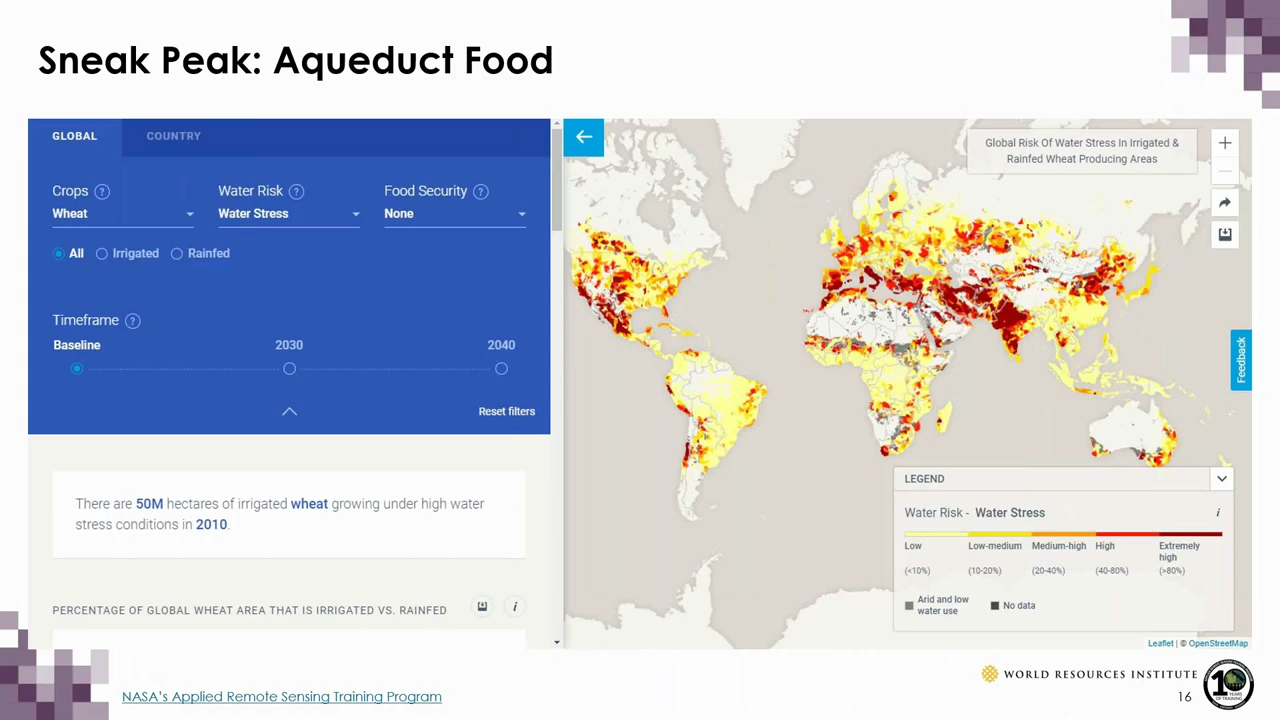 Sneak Peak: Aqueduct Food
GLOBAL
COUNTRY
Crops ?
Wheat
Water Risk ?
Water Stress
Food Security ?
None
All
Irrigated
Rainfed
Timeframe ?
Baseline
2030
2040
Reset filters
There are 50M hectares of irrigated wheat growing under high water
stress conditions in 2010.
PERCENTAGE OF GLOBAL WHEAT AREA THAT IS IRRIGATED VS. RAINFED
i
Global Risk Of Water Stress In Irrigated &
Rainfed Wheat Producing Areas
Feedback
LEGEND
Water Risk - Water Stress
i
Low
Low-medium
Medium-high
High
Extremely
high
(<10%)
(10-20%)
(20-40%)
(40-80%)
(>80%)
Arid and low
water use
No data
Leaflet | © OpenStreetMap
NASA's Applied Remote Sensing Training Program
WORLD RESOURCES INSTITUTE
16
10
YEARS
OF TRAINING